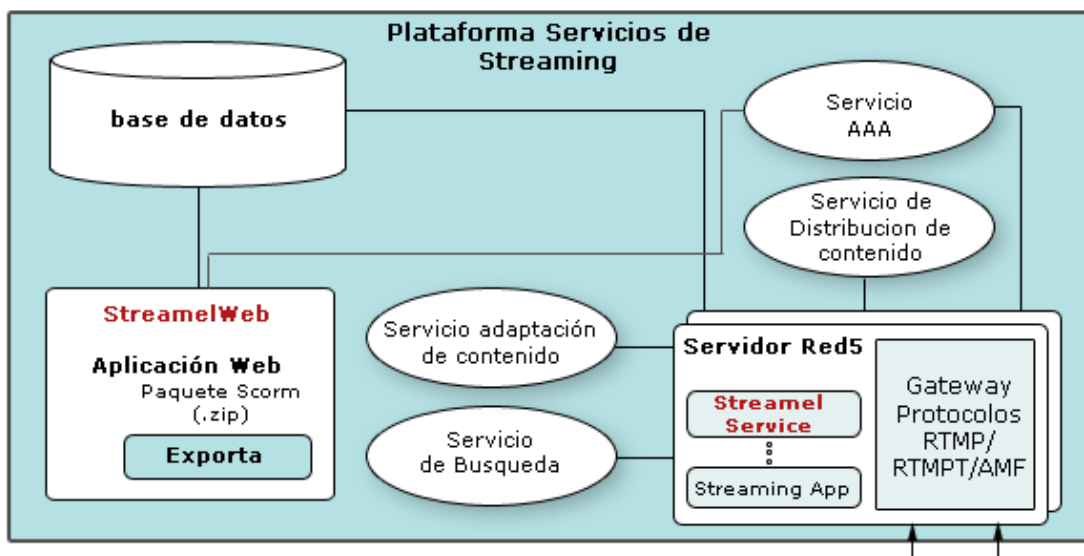 Plataforma Servicios de
Streaming
base de datos
Servicio
AAA
Servicio de
Distribucion de
contenido
StreamelWeb
Aplicación Web
Paquete Scorm
(.zip)
Exporta
Servicio adaptación
de contenido
Servicio
de Busqueda
Servidor Red5
Streamel
Service
Streaming App
Gateway
Protocolos
RTMP/
RTMPT/AMF